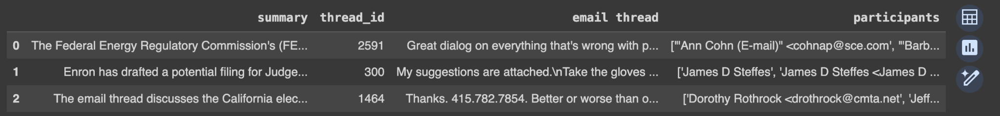 summary thread_id email thread participants
0 The Federal Energy Regulatory Commission's (FE... 2591 Great dialog on everything that's wrong with p... ['"Ann Cohn (E-mail)" <cohnap@sce.com', '"Barb...
1 Enron has drafted a potential filing for Judge... 300 My suggestions are attached.\nTake the gloves ... ['James D Steffes', 'James D Steffes <James D ...
2 The email thread discusses the California elec... 1464 Thanks. 415.782.7854. Better or worse than o... ['Dorothy Rothrock <drothrock@cmta.net', 'Jeff...